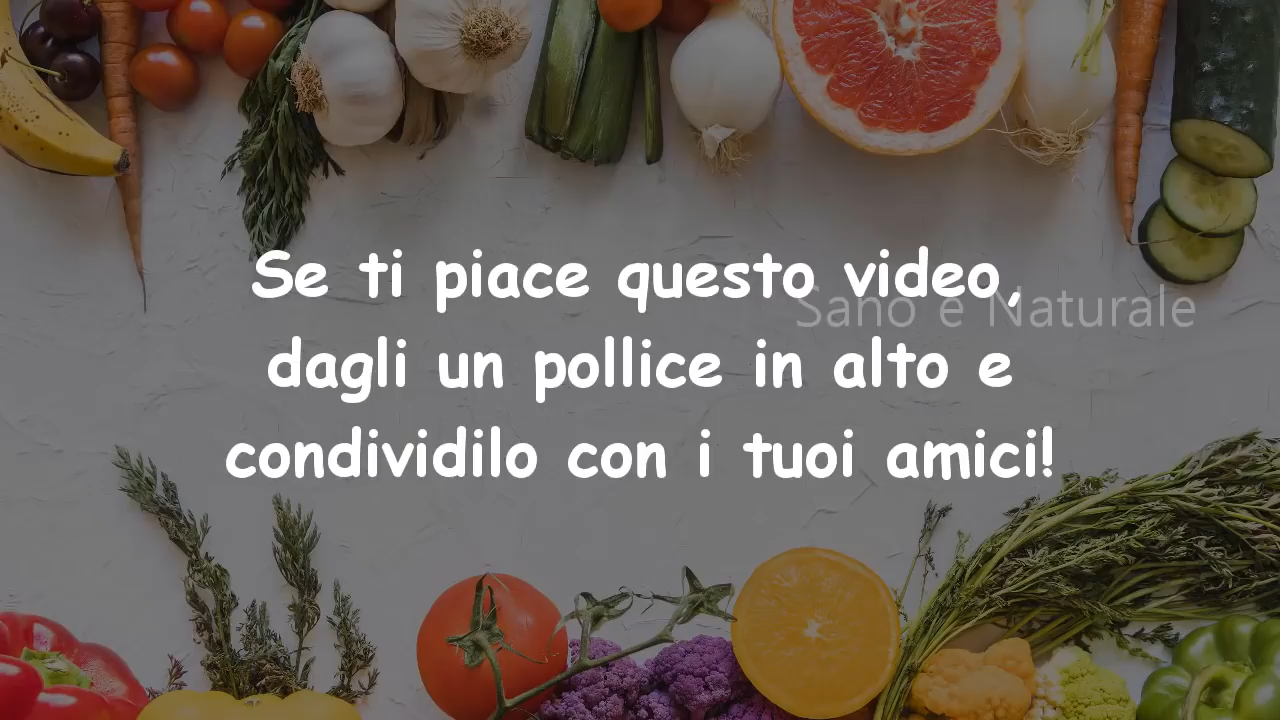 Se ti piace questo video,
Sano e Naturale
dagli un pollice in alto e
condividilo con i tuoi amici!